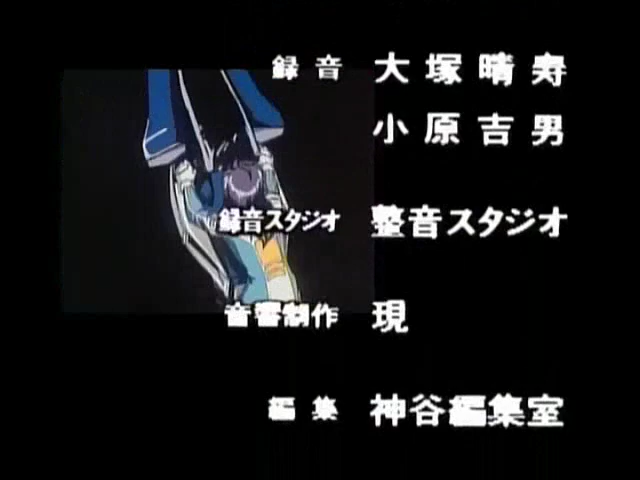 録音 大塚晴寿
小原吉男
録音スタジオ 整音スタジオ
音響制作 現
編集 神谷編集室